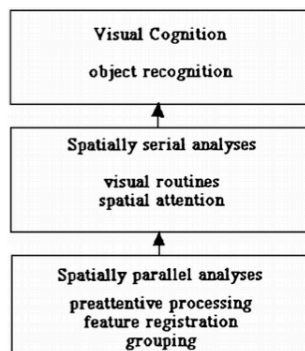 Visual Cognition
object recognition
Spatially serial analyses
visual routines
spatial attention
Spatially parallel analyses
preattentive processing
feature registration
grouping